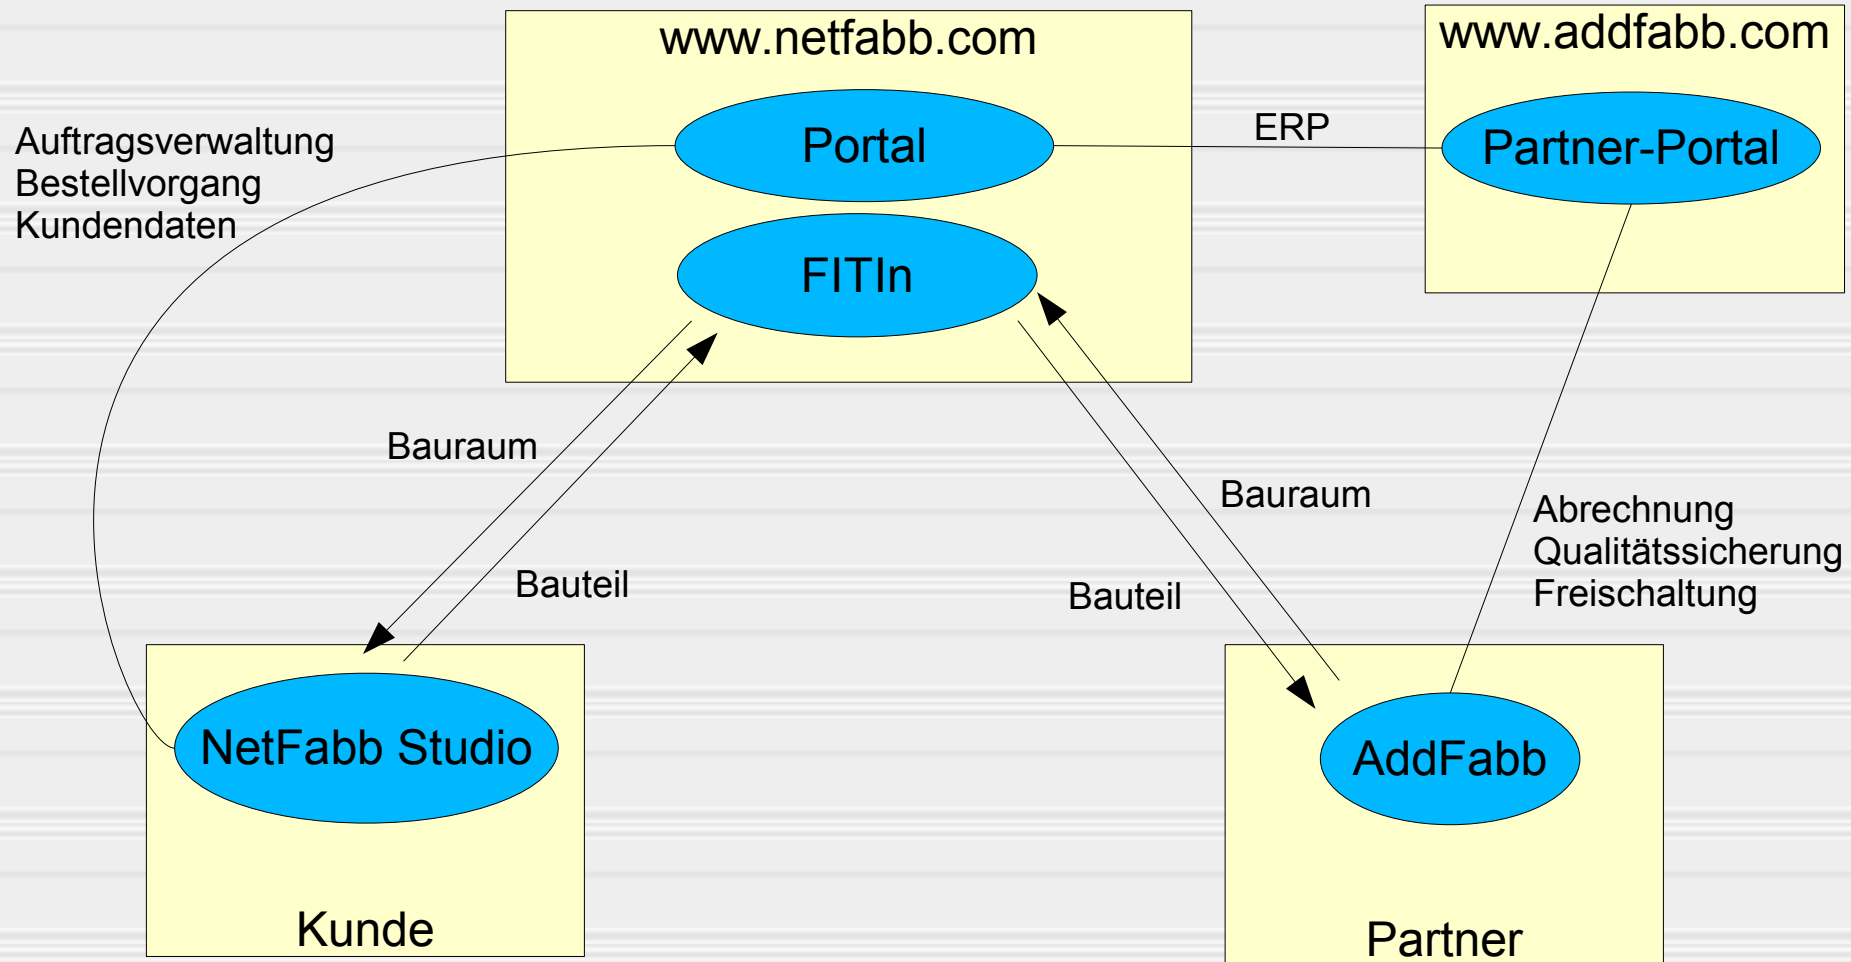 www.netfabb.com
www.addfabb.com
Portal
ERP
Partner-Portal
Auftragsverwaltung
Bestellvorgang
Kundendaten
FITIn
Bauraum
Bauteil
Bauraum
Bauteil
Abrechnung
Qualitätssicherung
Freischaltung
NetFabb Studio
Kunde
AddFabb
Partner